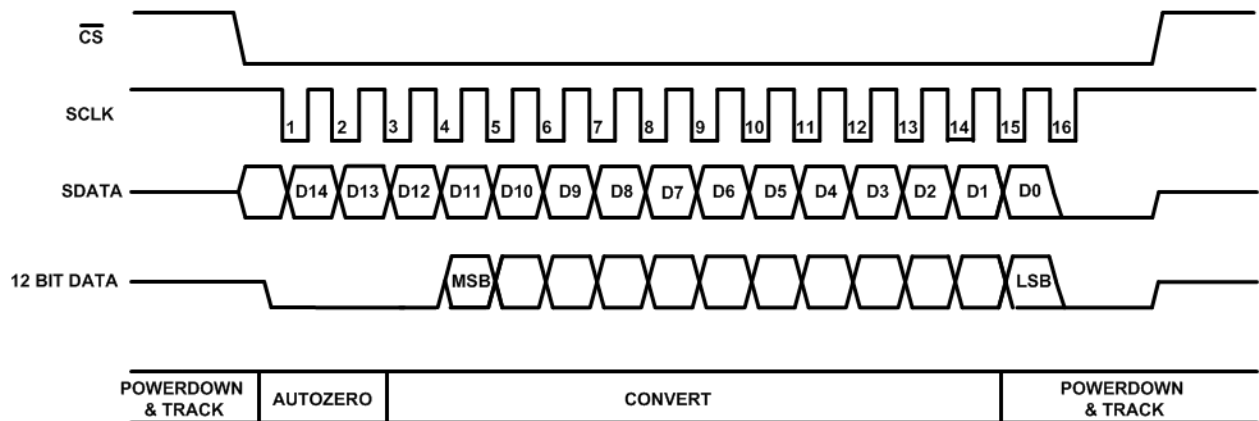 CS
SCLK
1 2 3 4 5 6 7 8 9 10 11 12 13 14 15 16
SDATA
D14 D13 D12 D11 D10 D9 D8 D7 D6 D5 D4 D3 D2 D1 D0
12 BIT DATA
MSB LSB
POWERDOWN
& TRACK
AUTOZERO
CONVERT
POWERDOWN
& TRACK